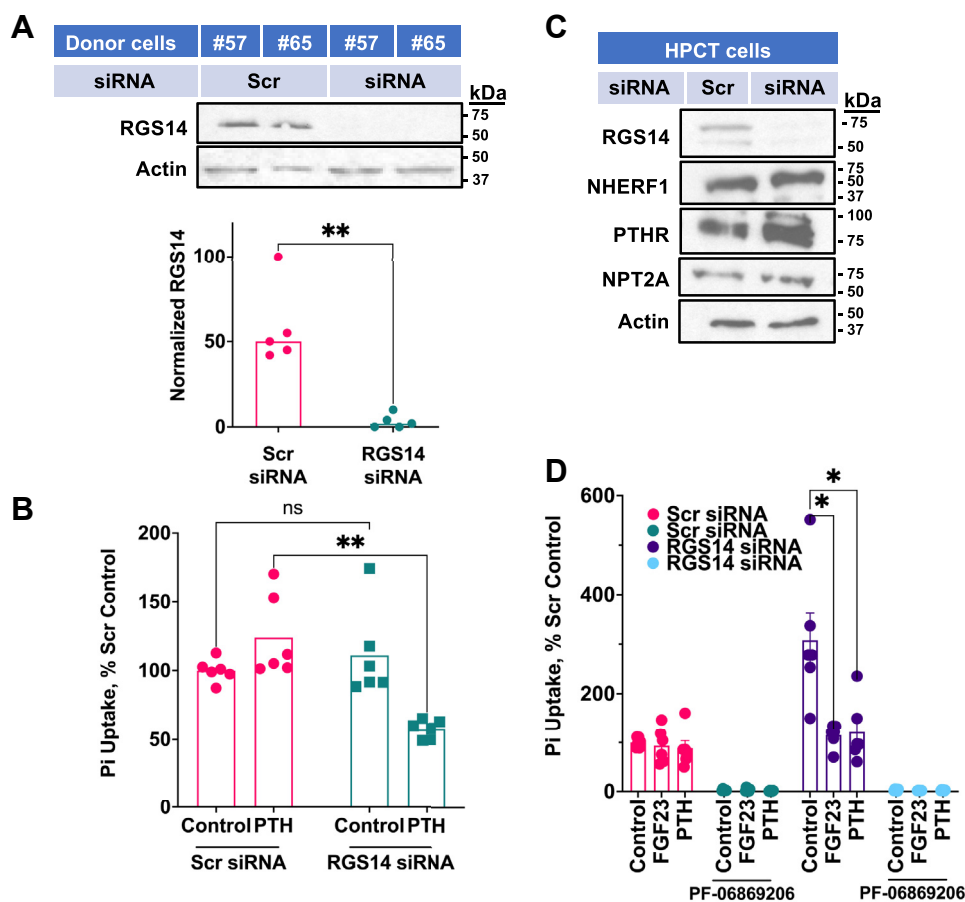 A
Donor cells #57 #65 #57 #65
siRNA Scr siRNA
kDa
RGS14
75
50
Actin
50
37
Normalized RGS14
100
50
0
**
Scr siRNA
RGS14 siRNA
B
Pi Uptake, % Scr Control
200
150
100
50
0
ns
**
Control PTH Control PTH
Scr siRNA RGS14 siRNA
C
HPCT cells
siRNA Scr siRNA
kDa
RGS14
75
50
NHERF1
75
50
37
PTHR
100
75
NPT2A
75
50
Actin
50
37
D
Pi Uptake, % Scr Control
600
400
200
0
Scr siRNA
Scr siRNA
RGS14 siRNA
RGS14 siRNA
*
*
Control FGF23 PTH Control FGF23 PTH Control FGF23 PTH Control FGF23 PTH
PF-06869206 PF-06869206